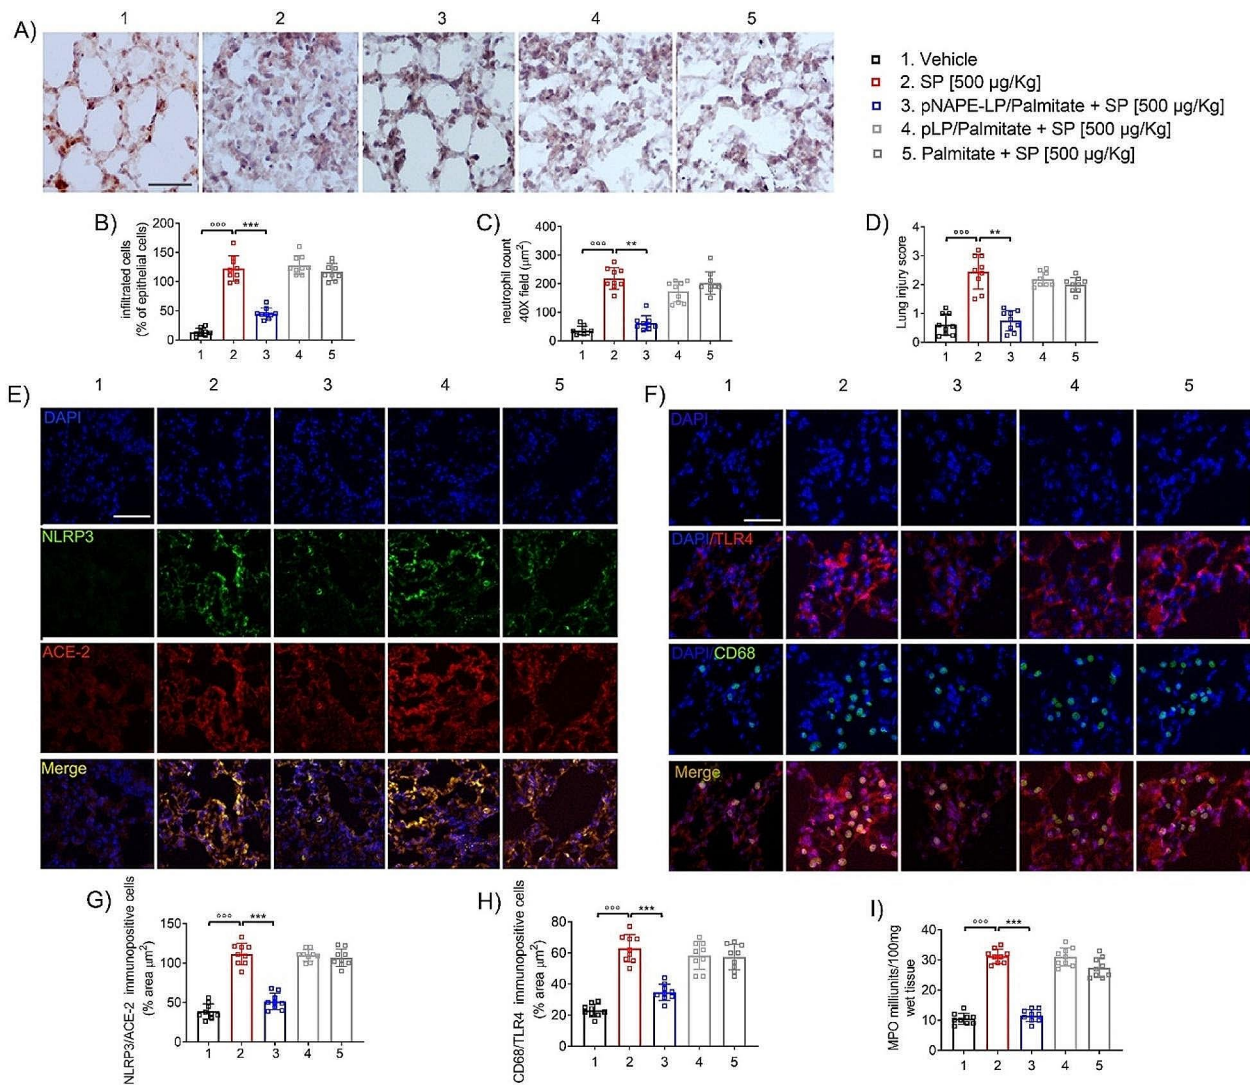 A)
1 2 3 4 5
1. Vehicle
2. SP [500 µg/Kg]
3. pNAPE-LP/Palmitate + SP [500 µg/Kg]
4. pLP/Palmitate + SP [500 µg/Kg]
5. Palmitate + SP [500 µg/Kg]
B)
infiltrated cells
(% of epithelial cells)
200
150
100
50
0
°°° ***
1 2 3 4 5
C)
neutrophil count
40X field (µm²)
400
300
200
100
0
°°° **
1 2 3 4 5
D)
Lung injury score
4
3
2
1
0
°°° **
1 2 3 4 5
E)
1 2 3 4 5
DAPI
NLRP3
ACE-2
Merge
F)
1 2 3 4 5
DAPI
DAPI/TLR4
DAPI/CD68
Merge
G)
NLRP3/ACE-2 immunopositive cells
(% area µm²)
150
100
50
0
°°° ***
1 2 3 4 5
H)
CD68/TLR4 immunopositive cells
(% area µm²)
80
60
40
20
0
°°° ***
1 2 3 4 5
I)
MPO milliunits/100mg
wet tissue
40
30
20
10
0
°°° ***
1 2 3 4 5